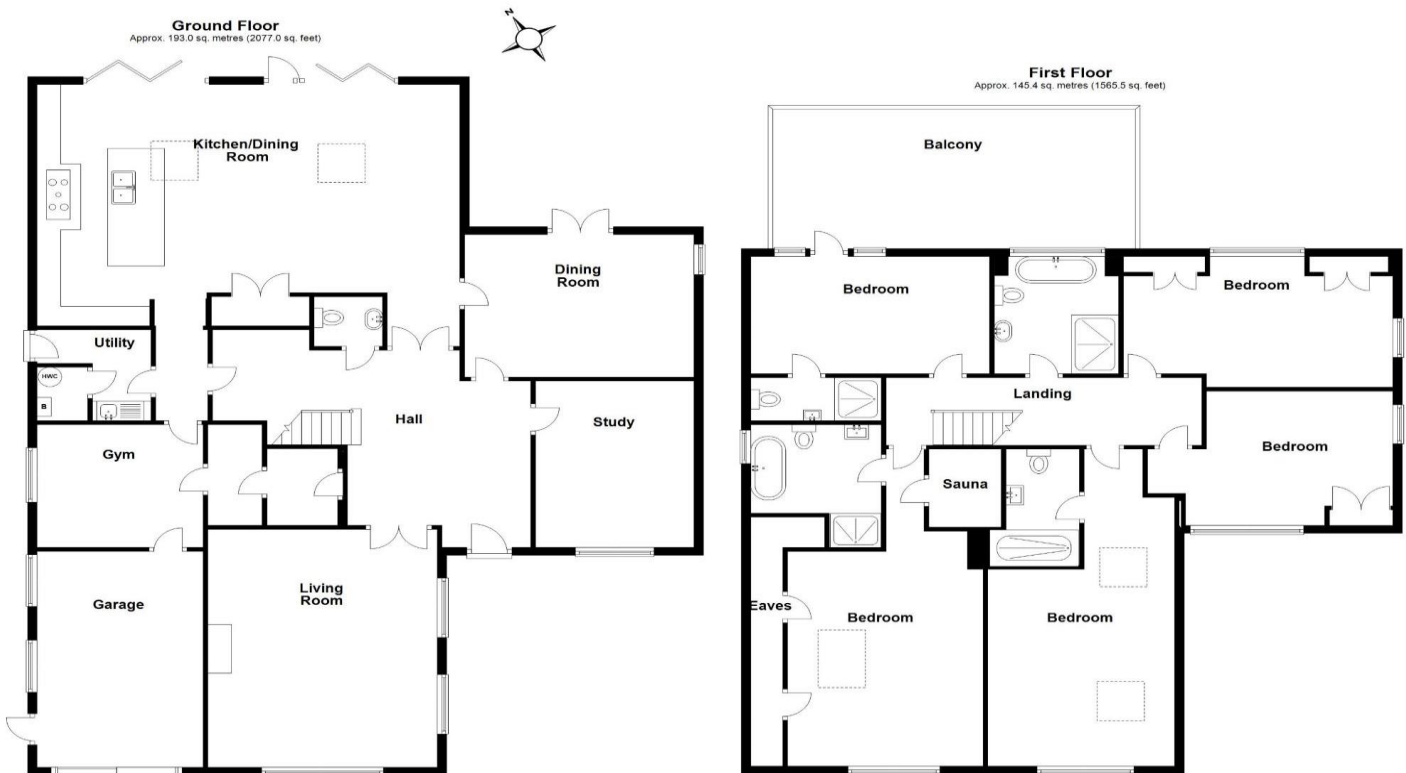 Ground Floor
Approx. 193.0 sq. metres (2077.0 sq. feet)
N
Kitchen/Dining
Room
Dining
Room
Utility
HWC
B
Hall
Study
Gym
Garage
Living
Room
First Floor
Approx. 145.4 sq. metres (1565.5 sq. feet)
Balcony
Bedroom
Bedroom
Landing
Bedroom
Sauna
Eaves
Bedroom
Bedroom